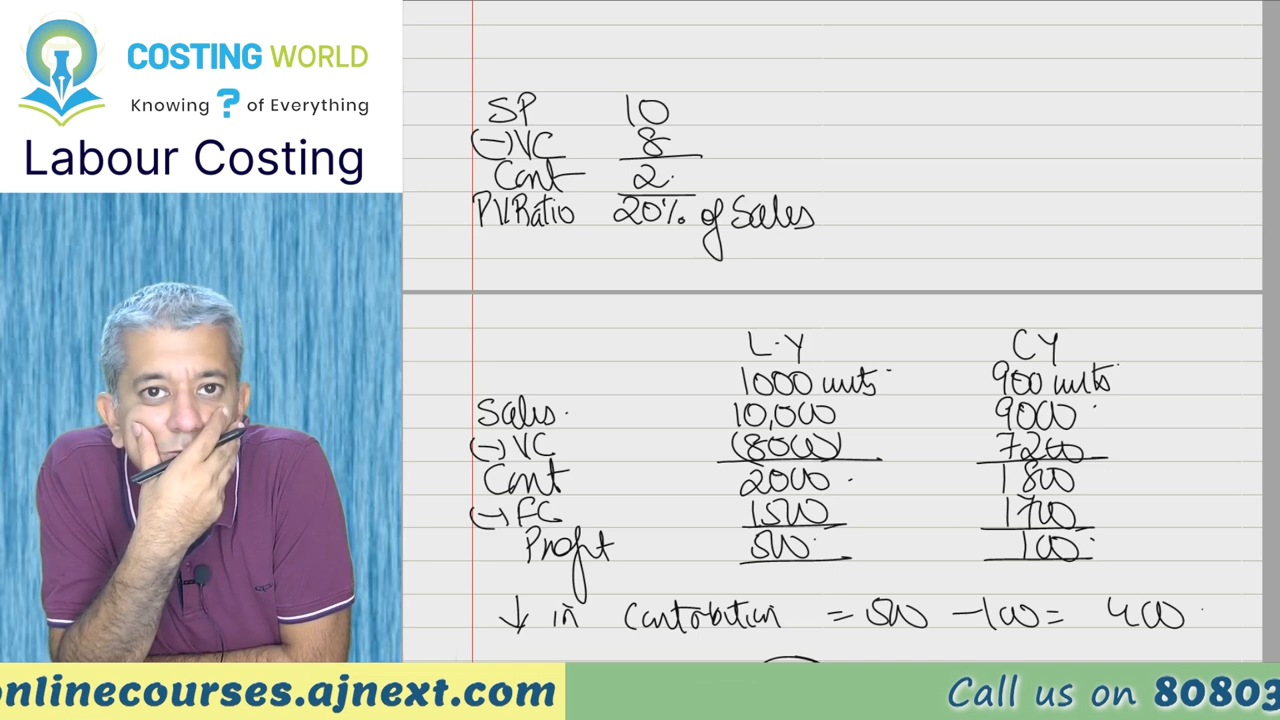 COSTING WORLD
Knowing ? of Everything
Labour Costing
SP 10
(-) VC 8
Cont 2
PV Ratio 20% of Sales
L.Y CY
1000 units 900 units
Sales 10,000 9000
(-) VC (8000) 7200
Cont 2000 1800
(-) FC 1500 1700
Profit 500 100
↓ in Contribution = 500 - 100 = 400
onlinecourses.ajnext.com
Call us on 80803